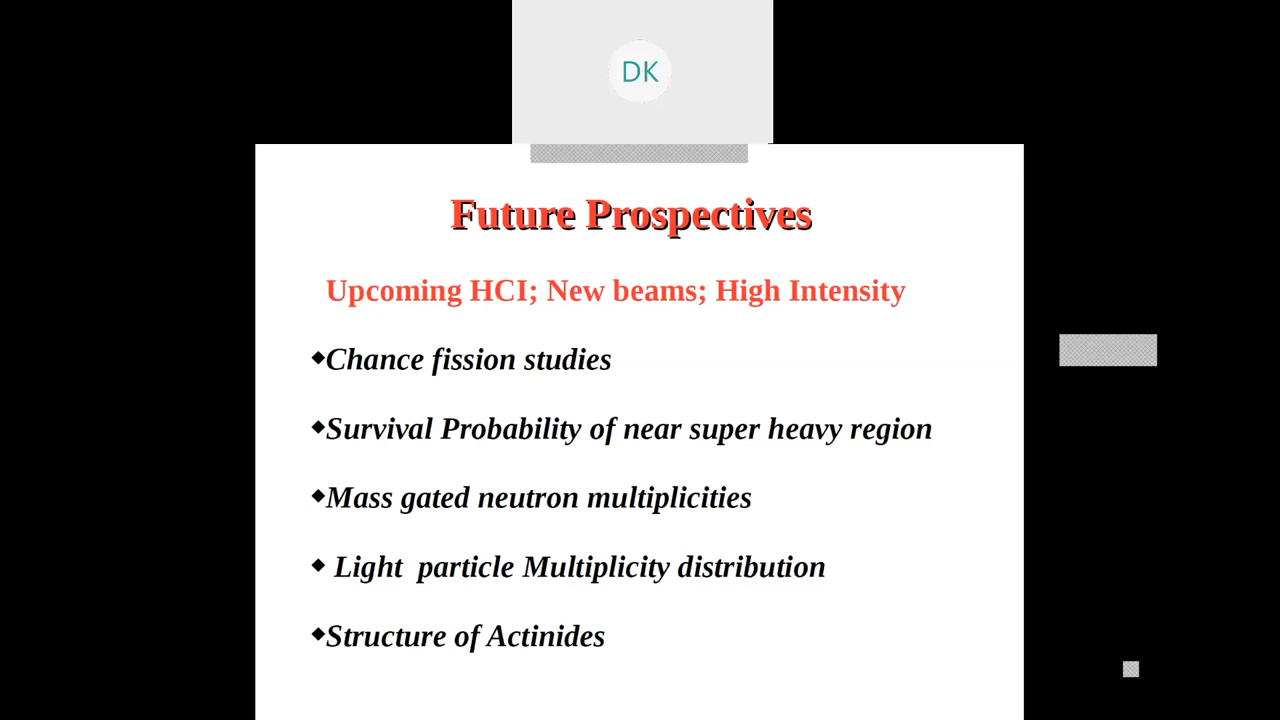 DK
Future Prospectives
Upcoming HCI; New beams; High Intensity
◆Chance fission studies
◆Survival Probability of near super heavy region
◆Mass gated neutron multiplicities
◆ Light particle Multiplicity distribution
◆Structure of Actinides